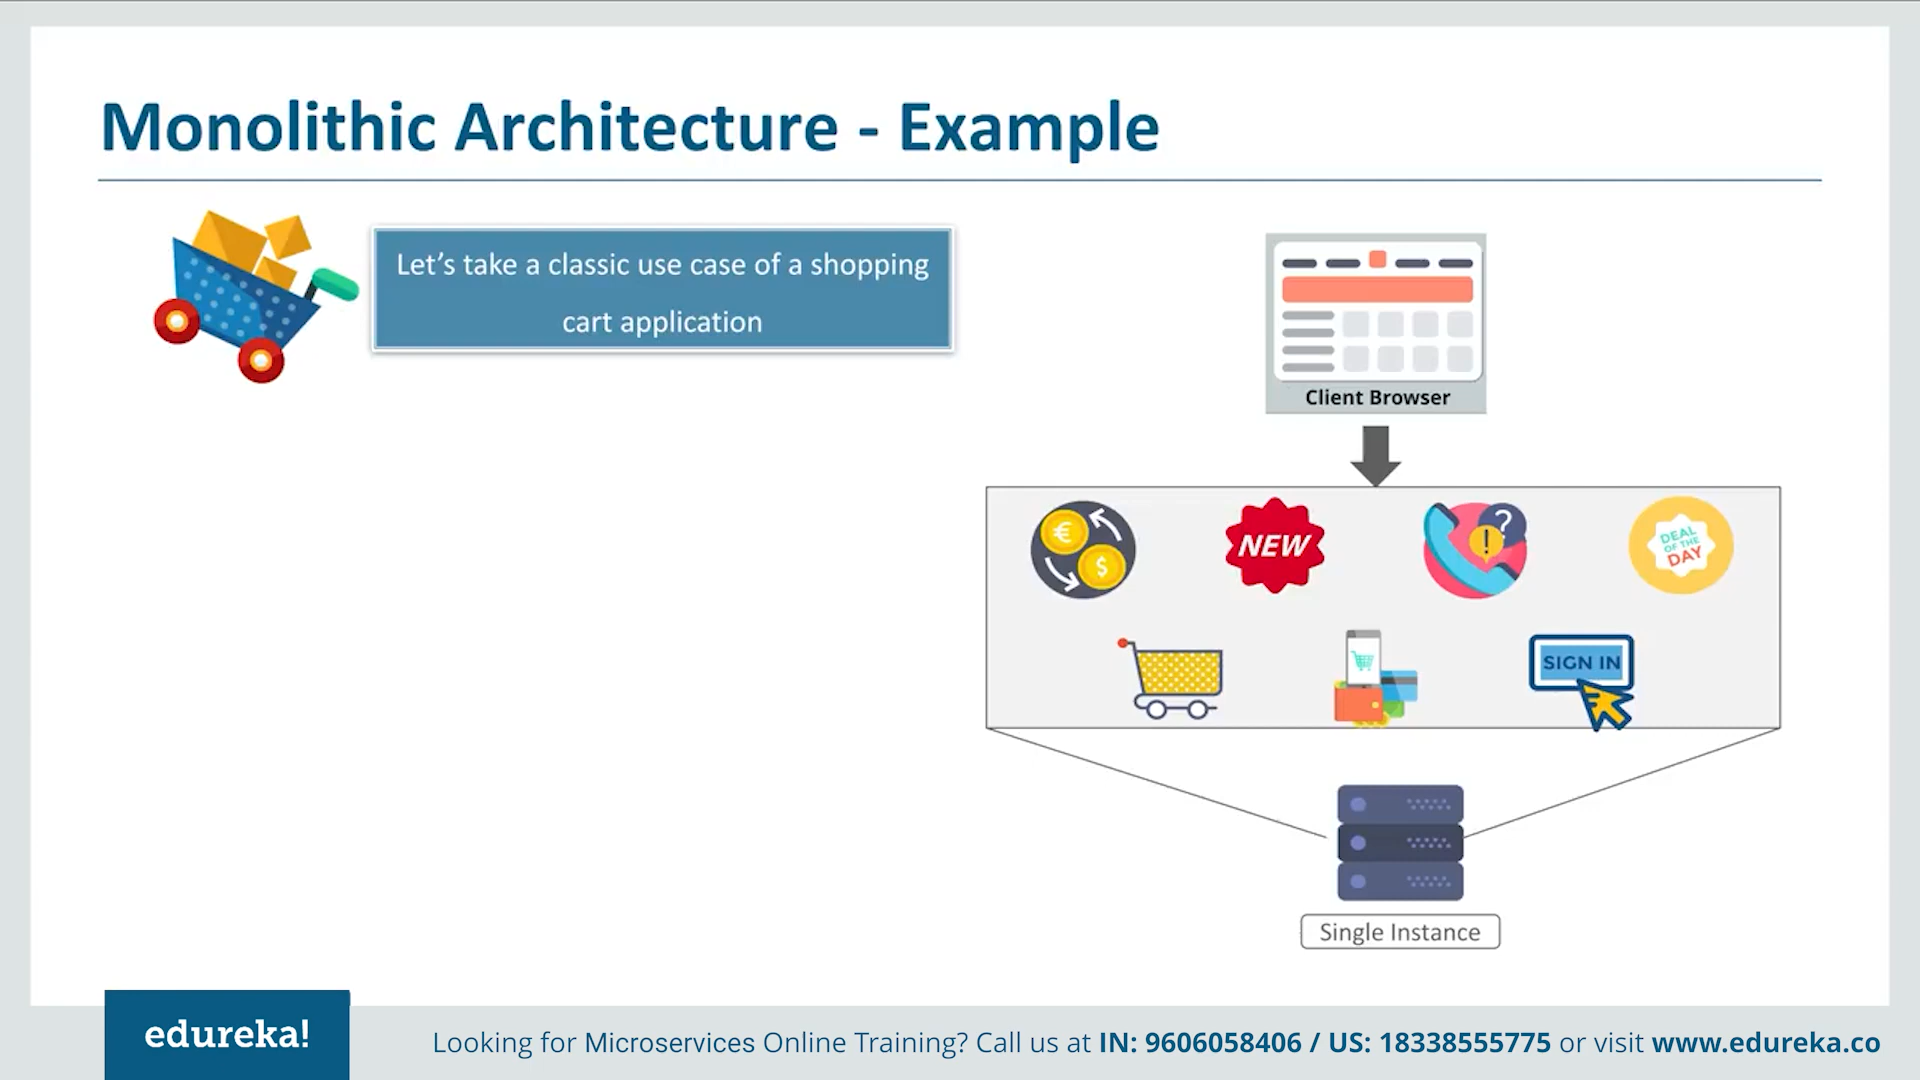 Monolithic Architecture - Example
Let's take a classic use case of a shopping
cart application
Client Browser
€
$
NEW
?
!
DEAL
OF THE
DAY
SIGN IN
Single Instance
edureka!
Looking for Microservices Online Training? Call us at IN: 9606058406 / US: 18338555775 or visit www.edureka.co